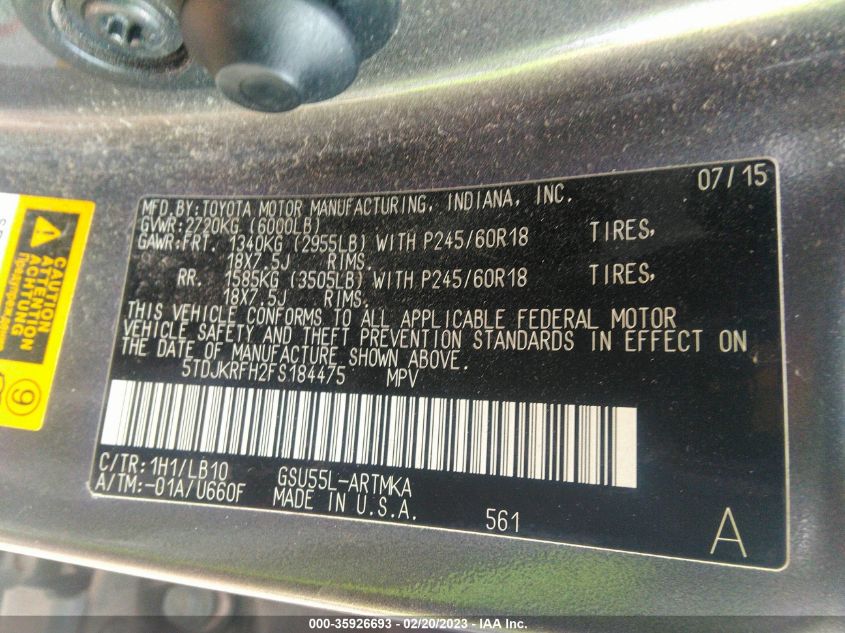 07/15
MFD.BY:TOYOTA MOTOR MANUFACTURING, INDIANA, INC.
GVWR:2720KG (6000LB)
GAWR:FRT. 1340KG (2955LB) WITH P245/60R18 TIRES,
18X7.5J RIMS.
RR. 1585KG (3505LB) WITH P245/60R18 TIRES,
18X7.5J RIMS.
THIS VEHICLE CONFORMS TO ALL APPLICABLE FEDERAL MOTOR
VEHICLE SAFETY AND THEFT PREVENTION STANDARDS IN EFFECT ON
THE DATE OF MANUFACTURE SHOWN ABOVE.
5TDJKRFH2FS184475 MPV
C/TR:1H1/LB10 GSU55L-ARTMKA
A/TM:-01A/U660F MADE IN U.S.A.
561
A
CAUTION
ATTENTION
ACHTUNG
9
000-35926693 - 02/20/2023 - IAA Inc.